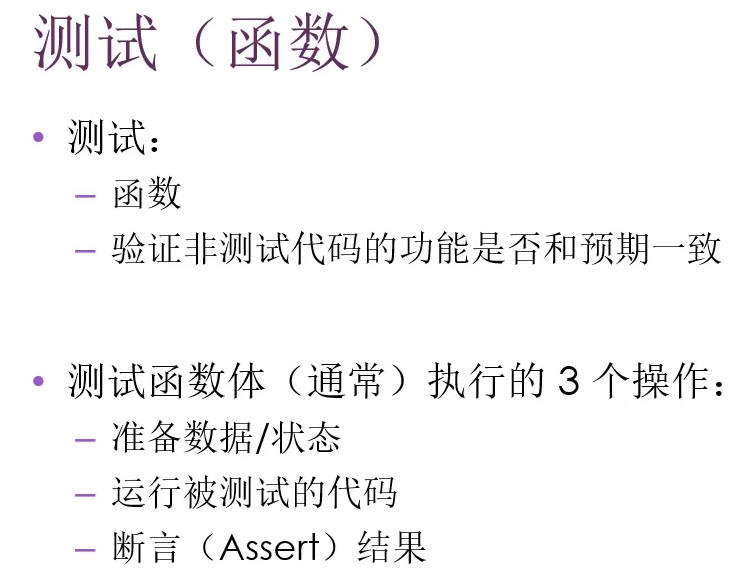 测试（函数）
• 测试：
– 函数
– 验证非测试代码的功能是否和预期一致
• 测试函数体（通常）执行的 3 个操作：
– 准备数据/状态
– 运行被测试的代码
– 断言（Assert）结果